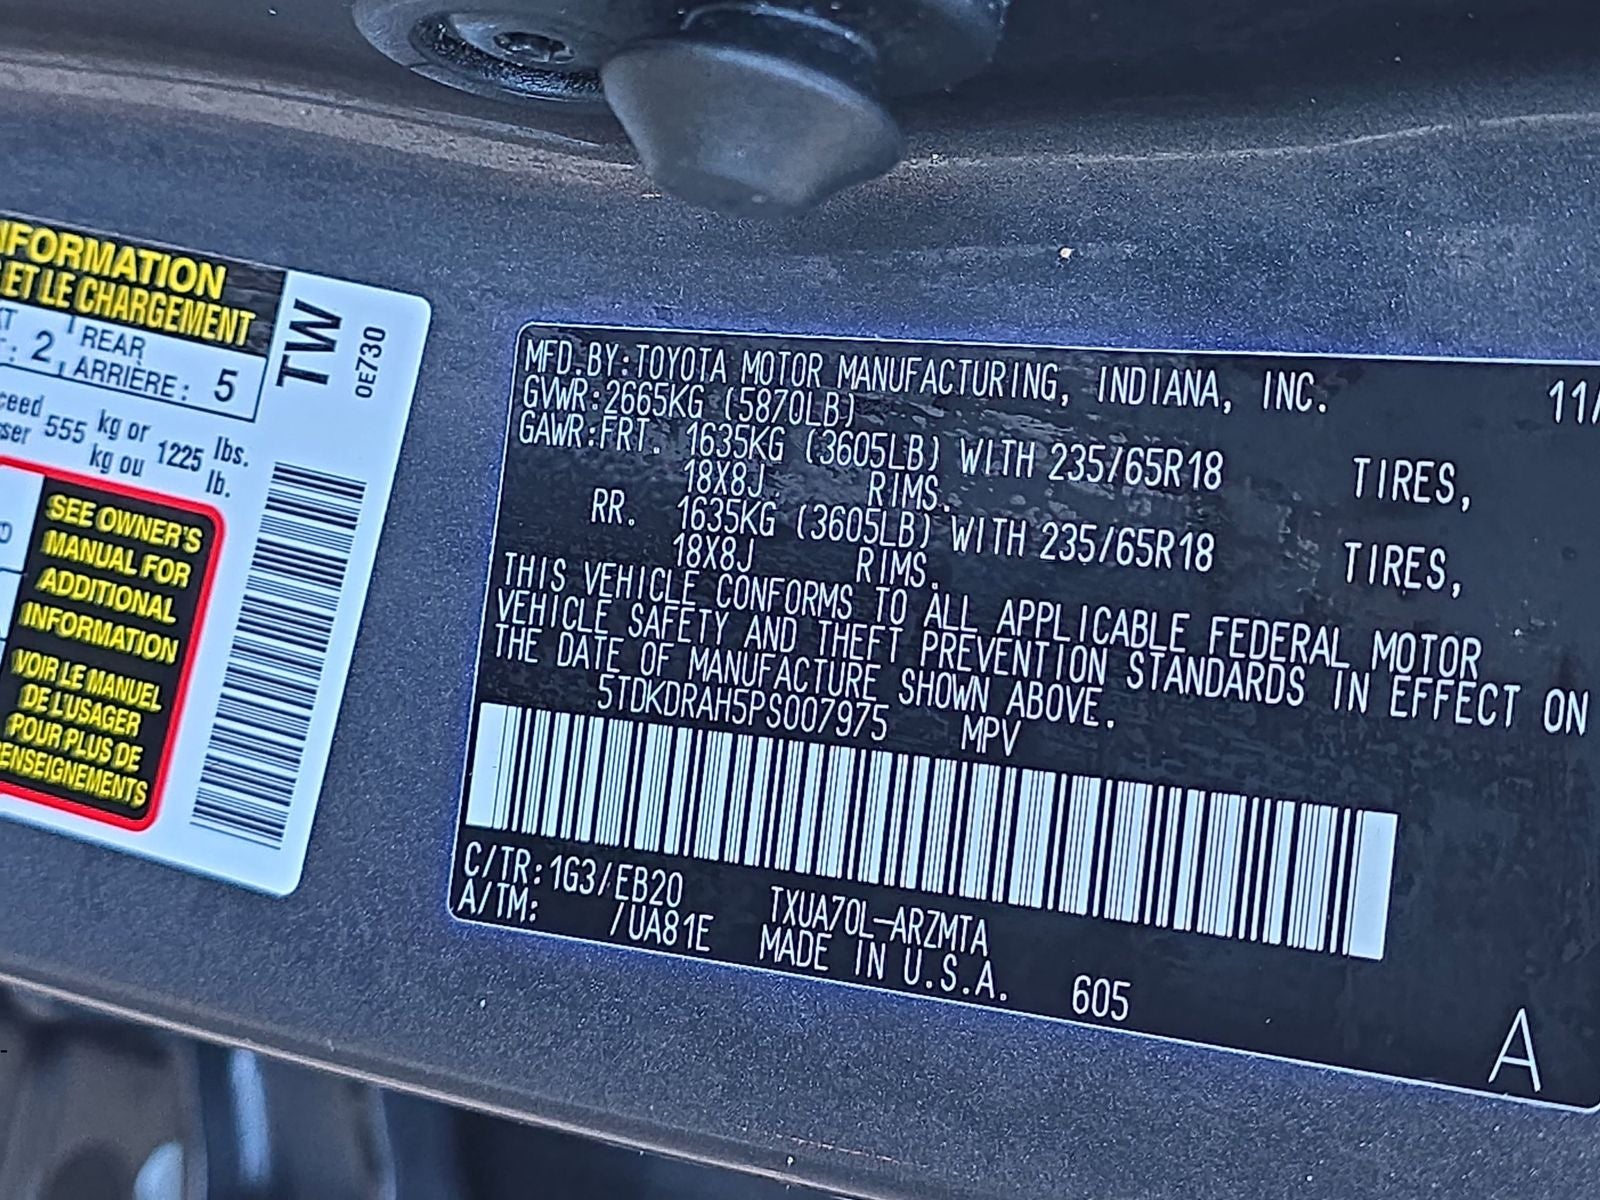 INFORMATION
ET LE CHARGEMENT
REAR
: 2, ARRIÈRE : 5
kg or lbs.
555 1225
kg ou lb.
SEE OWNER'S
MANUAL FOR
ADDITIONAL
INFORMATION
VOIR LE MANUEL
DE L'USAGER
POUR PLUS DE
RENSEIGNEMENTS
TW
0E730
MFD.BY:TOYOTA MOTOR MANUFACTURING, INDIANA, INC. 11/
GVWR:2665KG (5870LB)
GAWR:FRT. 1635KG (3605LB) WITH 235/65R18 TIRES,
18X8J RIMS.
RR. 1635KG (3605LB) WITH 235/65R18 TIRES,
18X8J RIMS.
THIS VEHICLE CONFORMS TO ALL APPLICABLE FEDERAL MOTOR
VEHICLE SAFETY AND THEFT PREVENTION STANDARDS IN EFFECT ON
THE DATE OF MANUFACTURE SHOWN ABOVE.
5TDKDRAH5PS007975 MPV
C/TR:1G3/EB20 TXUA70L-ARZMTA
A/TM: /UA81E MADE IN U.S.A. 605
A